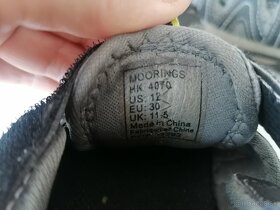 MOORINGS
HK 4070
US: 12
EU: 30
UK: 11.5
Made in China
Fabriqué en Chine